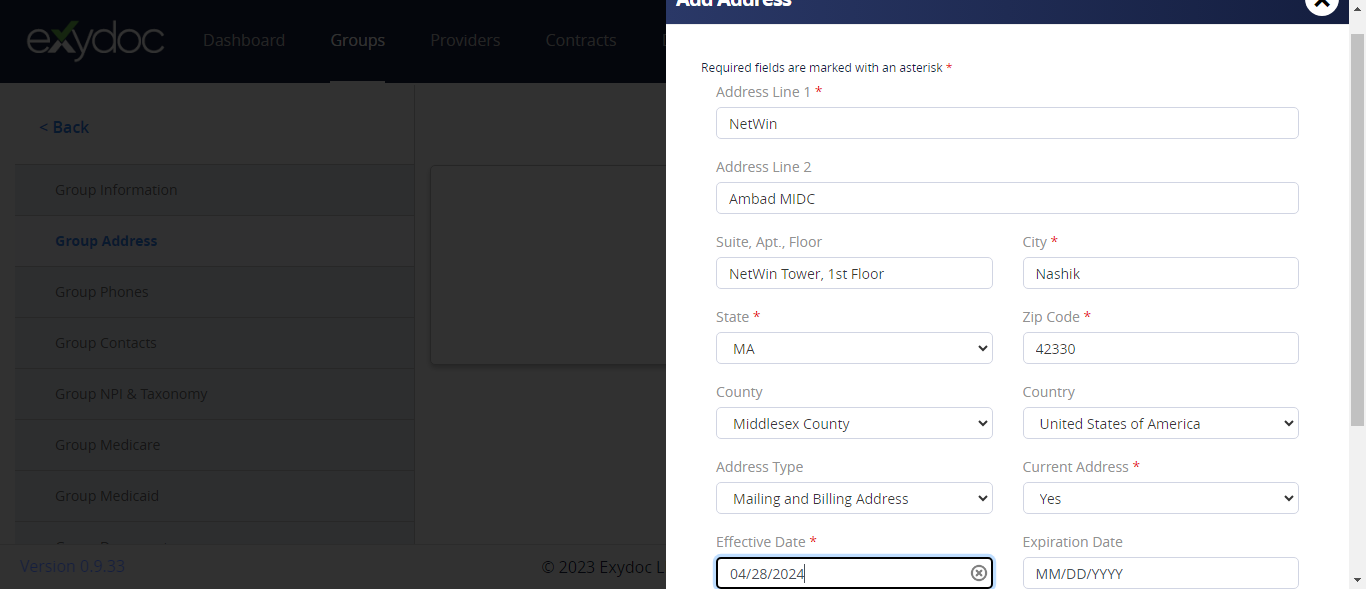 exydoc
Dashboard
Groups
Providers
Contracts
< Back
Group Information
Group Address
Group Phones
Group Contacts
Group NPI & Taxonomy
Group Medicare
Group Medicaid
Version 0.9.33
© 2023 Exydoc L
Add Address
Required fields are marked with an asterisk *
Address Line 1 *
NetWin
Address Line 2
Ambad MIDC
Suite, Apt., Floor
City *
NetWin Tower, 1st Floor
Nashik
State *
Zip Code *
MA
42330
County
Country
Middlesex County
United States of America
Address Type
Current Address *
Mailing and Billing Address
Yes
Effective Date *
Expiration Date
04/28/2024
MM/DD/YYYY